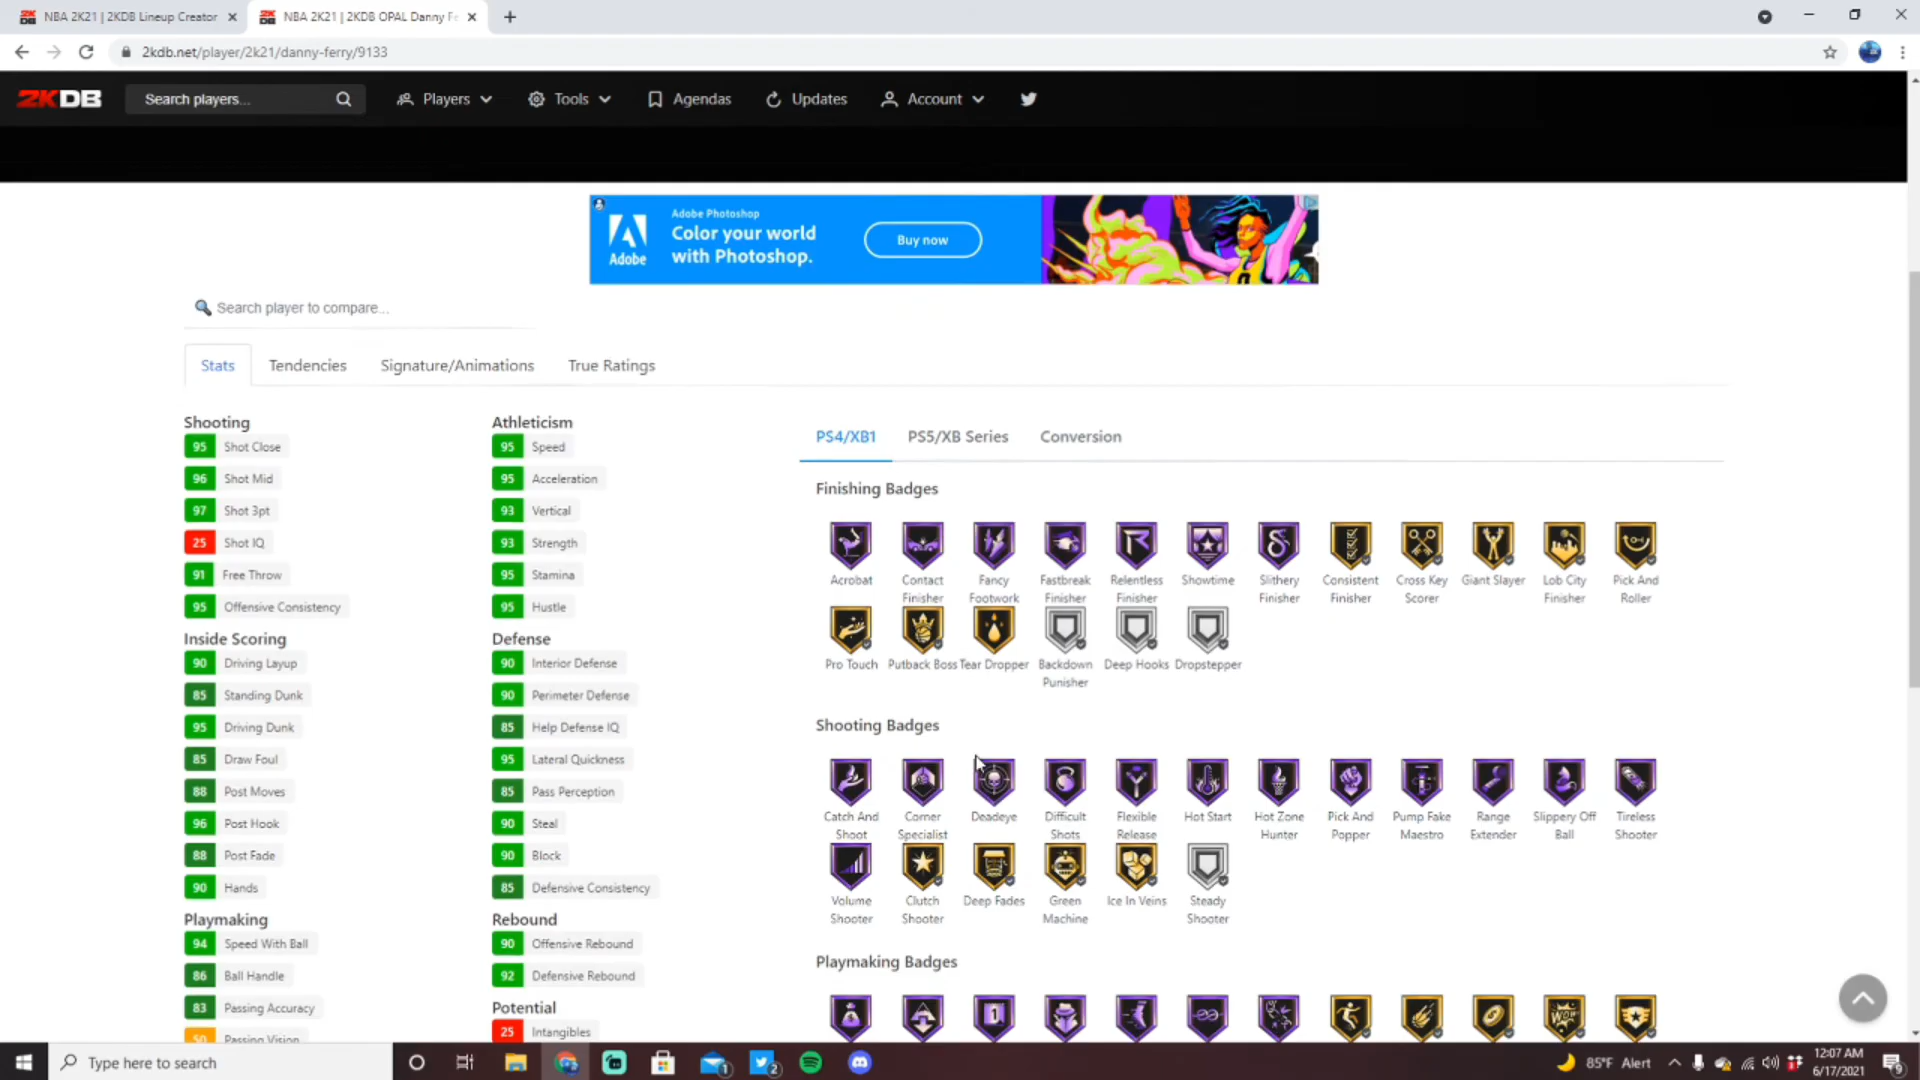 NBA 2K21 | 2KDB Lineup Creator
NBA 2K21 | 2KDB OPAL Danny Fe
2kdb.net/player/2k21/danny-ferry/9133
2KDB
Search players...
Players
Tools
Agendas
Updates
Account
Adobe
Adobe Photoshop
Color your world
with Photoshop.
Buy now
Search player to compare...
Stats
Tendencies
Signature/Animations
True Ratings
Shooting
95 Shot Close
96 Shot Mid
97 Shot 3pt
25 Shot IQ
91 Free Throw
95 Offensive Consistency
Inside Scoring
90 Driving Layup
85 Standing Dunk
95 Driving Dunk
85 Draw Foul
88 Post Moves
96 Post Hook
88 Post Fade
90 Hands
Playmaking
94 Speed With Ball
86 Ball Handle
83 Passing Accuracy
50 Passing Vision
Athleticism
95 Speed
95 Acceleration
93 Vertical
93 Strength
95 Stamina
95 Hustle
Defense
90 Interior Defense
90 Perimeter Defense
85 Help Defense IQ
95 Lateral Quickness
85 Pass Perception
90 Steal
90 Block
85 Defensive Consistency
Rebound
90 Offensive Rebound
92 Defensive Rebound
Potential
25 Intangibles
PS4/XB1
PS5/XB Series
Conversion
Finishing Badges
Acrobat
Contact
Finisher
Fancy
Footwork
Fastbreak
Finisher
Relentless
Finisher
Showtime
Slithery
Finisher
Consistent
Finisher
Cross Key
Scorer
Giant Slayer
Lob City
Finisher
Pick And
Roller
Pro Touch
Putback Boss
Tear Dropper
Backdown
Punisher
Deep Hooks
Dropstepper
Shooting Badges
Catch And
Shoot
Corner
Specialist
Deadeye
Difficult
Shots
Flexible
Release
Hot Start
Hot Zone
Hunter
Pick And
Popper
Pump Fake
Maestro
Range
Extender
Slippery Off
Ball
Tireless
Shooter
Volume
Shooter
Clutch
Shooter
Deep Fades
Green
Machine
Ice In Veins
Steady
Shooter
Playmaking Badges
WOW
Type here to search
1
2
85°F Alert
12:07 AM
6/17/2021